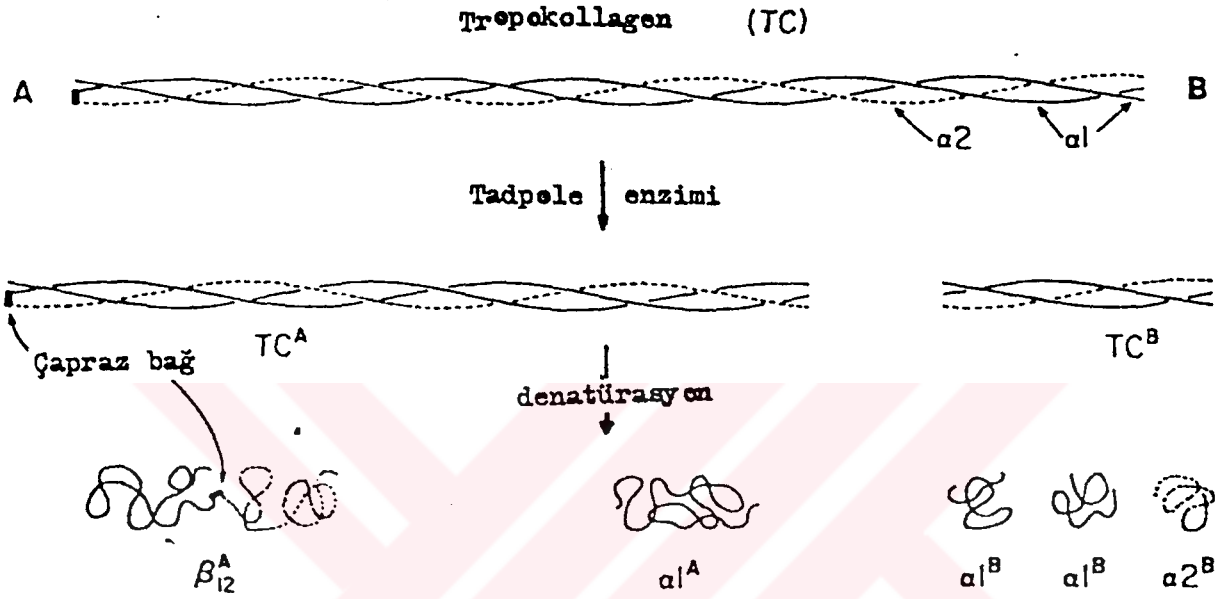 Tropokollagen (TC)
A B
α2 α1
Tadpole enzimi
TC^A TC^B
Çapraz bağ
denatürasyon
β₁₂^A α1^A α1^B α1^B α2^B